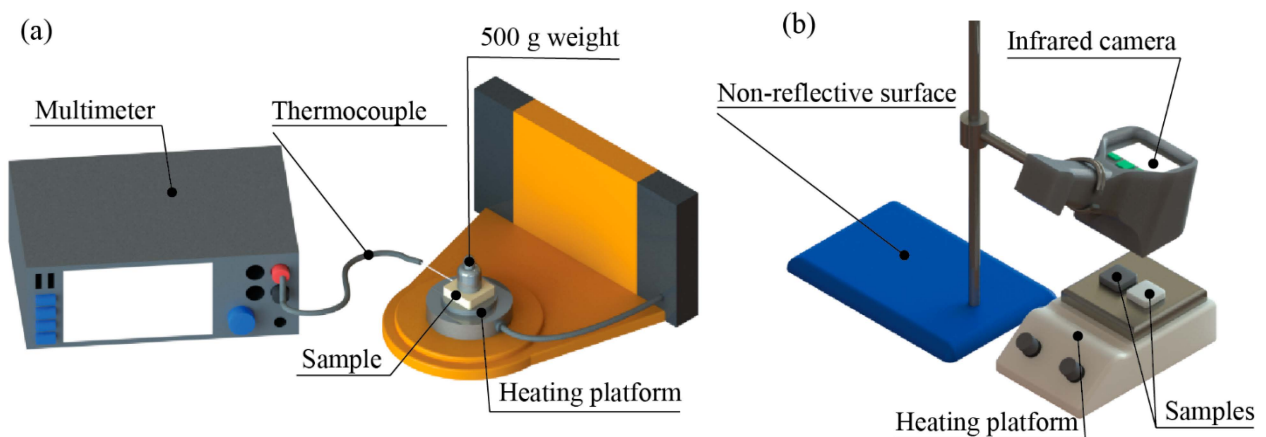 (a)
500 g weight
Multimeter
Thermocouple
Sample
Heating platform
(b)
Infrared camera
Non-reflective surface
Heating platform
Samples